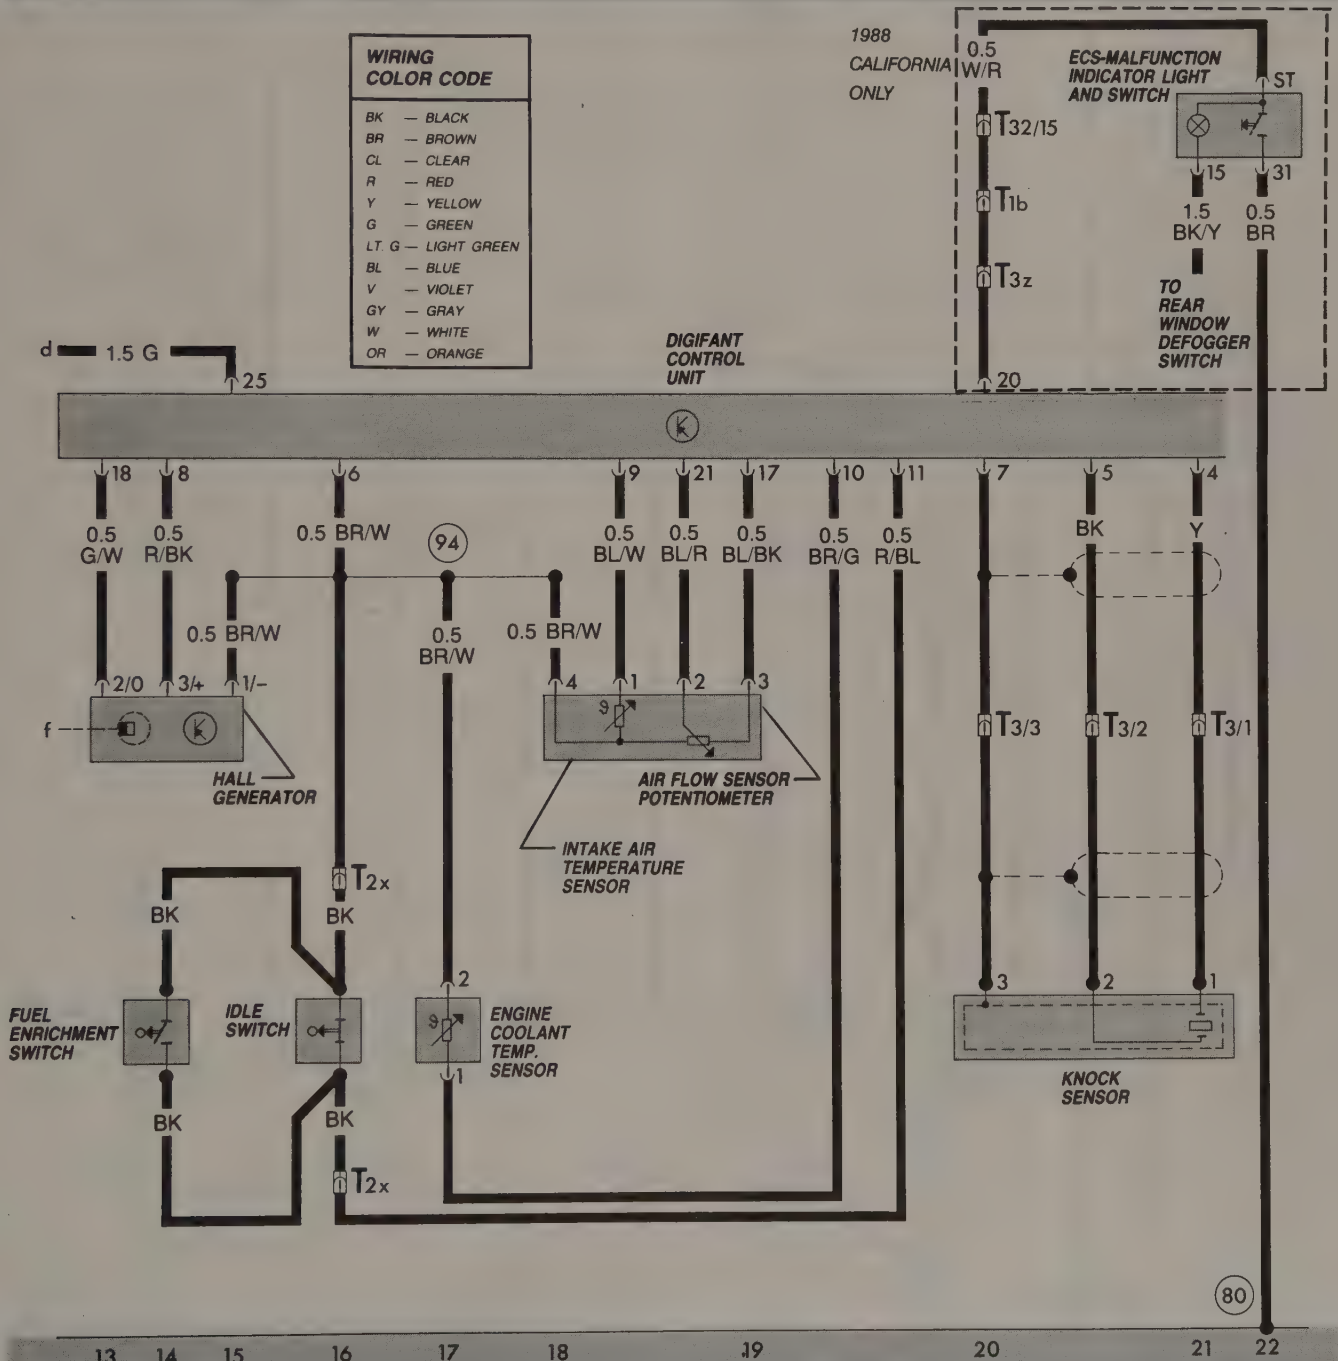 WIRING
COLOR CODE
BK — BLACK
BR — BROWN
CL — CLEAR
R — RED
Y — YELLOW
G — GREEN
LT. G — LIGHT GREEN
BL — BLUE
V — VIOLET
GY — GRAY
W — WHITE
OR — ORANGE
1988
CALIFORNIA
ONLY
0.5
W/R
ECS-MALFUNCTION
INDICATOR LIGHT
AND SWITCH
ST
T32/15
15
31
T1b
1.5
BK/Y
0.5
BR
T3z
TO
REAR
WINDOW
DEFOGGER
SWITCH
d
1.5 G
25
DIGIFANT
CONTROL
UNIT
20
18
8
6
9
21
17
10
11
7
5
4
0.5
G/W
0.5
R/BK
0.5 BR/W
94
0.5
BL/W
0.5
BL/R
0.5
BL/BK
0.5
BR/G
0.5
R/BL
BK
Y
0.5 BR/W
0.5
BR/W
0.5 BR/W
2/0
3/+
1/−
4
1
2
3
f
ϑ
T3/3
T3/2
T3/1
HALL
GENERATOR
AIR FLOW SENSOR
POTENTIOMETER
INTAKE AIR
TEMPERATURE
SENSOR
T2x
BK
BK
2
3
2
1
FUEL
ENRICHMENT
SWITCH
IDLE
SWITCH
ϑ
ENGINE
COOLANT
TEMP.
SENSOR
1
KNOCK
SENSOR
BK
BK
T2x
80
13 14 15 16 17 18 19 20 21 22